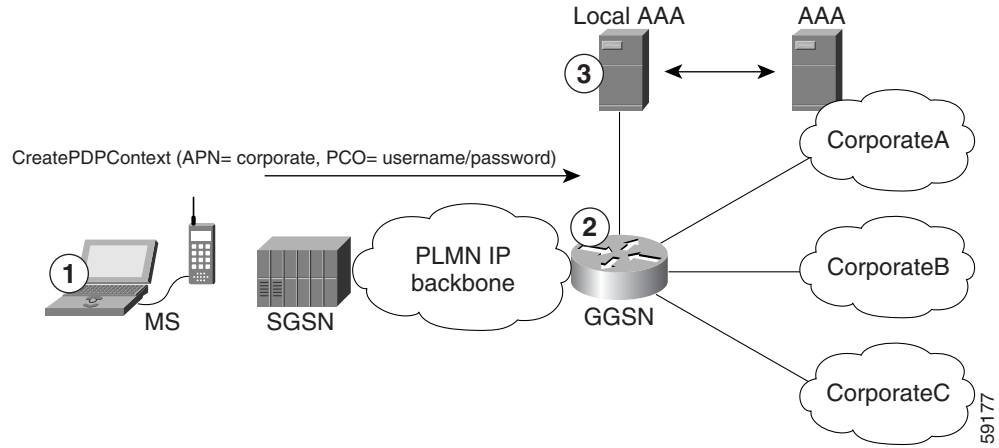 Local AAA
AAA
3
CorporateA
CreatePDPContext (APN= corporate, PCO= username/password)
2
1
PLMN IP
backbone
CorporateB
MS
SGSN
GGSN
CorporateC
59177